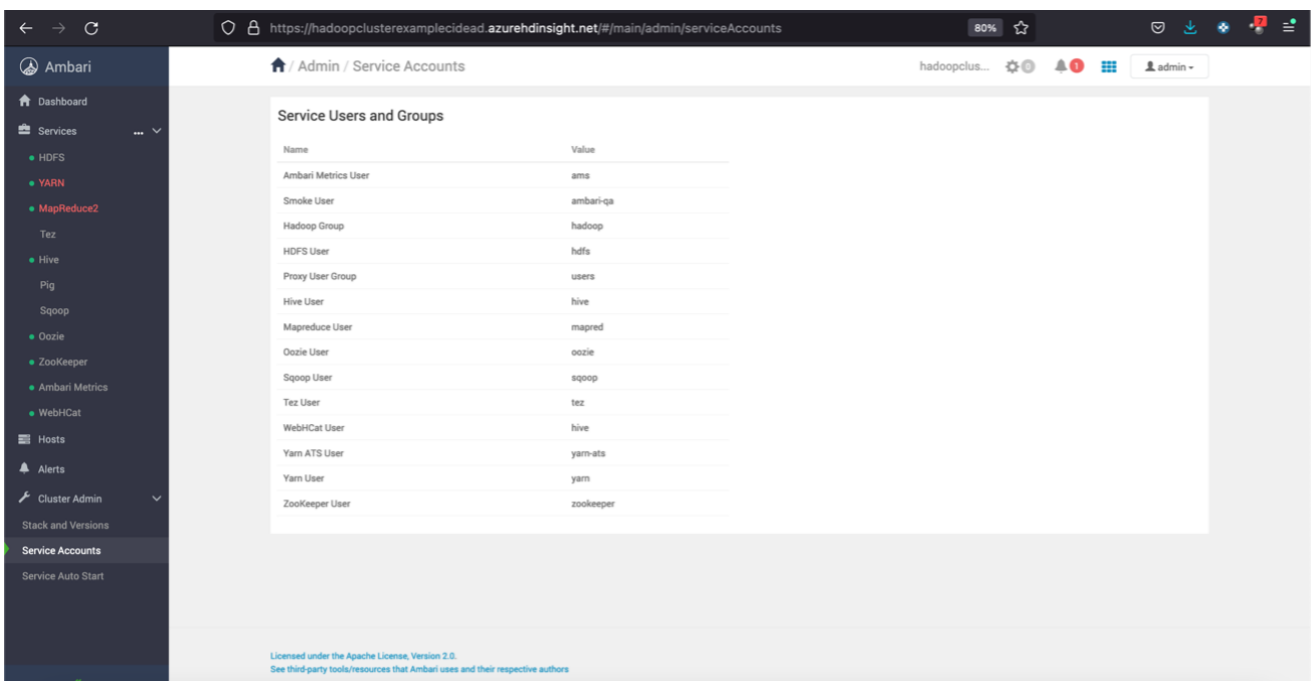 https://hadoopclusterexamplecidead.azurehdinsight.net/#/main/admin/serviceAccounts
80%
7
Ambari
/ Admin / Service Accounts
hadoopclus...
0
1
admin
Dashboard
Services ...
HDFS
YARN
MapReduce2
Tez
Hive
Pig
Sqoop
Oozie
ZooKeeper
Ambari Metrics
WebHCat
Hosts
Alerts
Cluster Admin
Stack and Versions
Service Accounts
Service Auto Start
Service Users and Groups
Name Value
Ambari Metrics User ams
Smoke User ambari-qa
Hadoop Group hadoop
HDFS User hdfs
Proxy User Group users
Hive User hive
Mapreduce User mapred
Oozie User oozie
Sqoop User sqoop
Tez User tez
WebHCat User hive
Yarn ATS User yarn-ats
Yarn User yarn
ZooKeeper User zookeeper
Licensed under the Apache License, Version 2.0.
See third-party tools/resources that Ambari uses and their respective authors